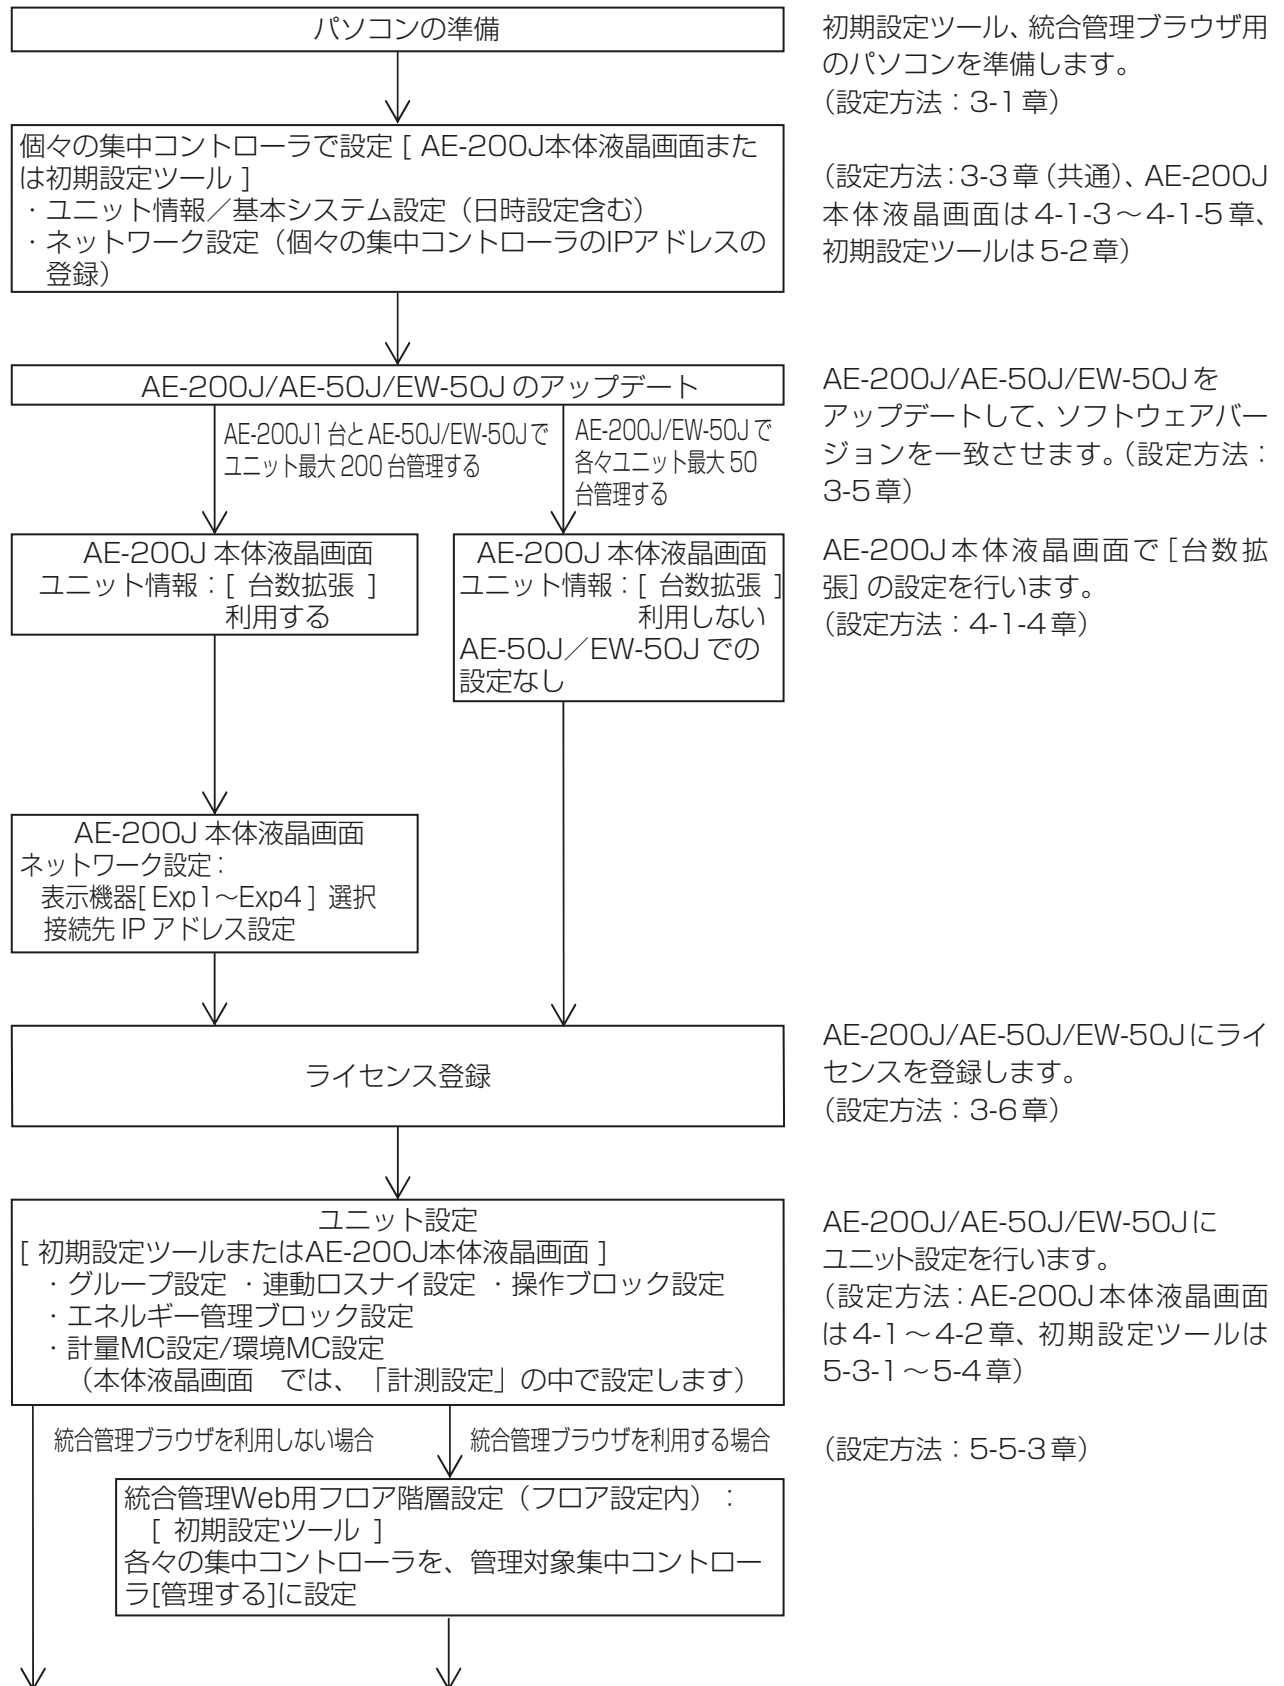 パソコンの準備
初期設定ツール、統合管理ブラウザ用
のパソコンを準備します。
（設定方法：3-1章）
個々の集中コントローラで設定 [ AE-200J本体液晶画面また
は初期設定ツール ]
・ユニット情報／基本システム設定（日時設定含む）
・ネットワーク設定（個々の集中コントローラのIPアドレスの
登録）
（設定方法：3-3章（共通）、AE-200J
本体液晶画面は4-1-3～4-1-5章、
初期設定ツールは5-2章）
AE-200J/AE-50J/EW-50J のアップデート
AE-200J/AE-50J/EW-50Jを
アップデートして、ソフトウェアバー
ジョンを一致させます。（設定方法：
3-5章）
AE-200J1台とAE-50J/EW-50Jで
ユニット最大 200 台管理する
AE-200J/EW-50Jで
各々ユニット最大 50
台管理する
AE-200J 本体液晶画面
ユニット情報：[ 台数拡張 ]
利用する
AE-200J 本体液晶画面
ユニット情報：[ 台数拡張 ]
利用しない
AE-50J／EW-50J での
設定なし
AE-200J本体液晶画面で［台数拡
張］の設定を行います。
（設定方法：4-1-4章）
AE-200J 本体液晶画面
ネットワーク設定：
表示機器[ Exp1～Exp4 ] 選択
接続先 IP アドレス設定
ライセンス登録
AE-200J/AE-50J/EW-50Jにライ
センスを登録します。
（設定方法：3-6章）
ユニット設定
[ 初期設定ツールまたはAE-200J本体液晶画面 ]
・グループ設定 ・連動ロスナイ設定 ・操作ブロック設定
・エネルギー管理ブロック設定
・計量MC設定/環境MC設定
（本体液晶画面　では、「計測設定」の中で設定します）
AE-200J/AE-50J/EW-50Jに
ユニット設定を行います。
（設定方法：AE-200J本体液晶画面
は4-1～4-2章、初期設定ツールは
5-3-1～5-4章）
統合管理ブラウザを利用しない場合
統合管理ブラウザを利用する場合
（設定方法：5-5-3章）
統合管理Web用フロア階層設定（フロア設定内）：
[ 初期設定ツール ]
各々の集中コントローラを、管理対象集中コントロー
ラ[管理する]に設定